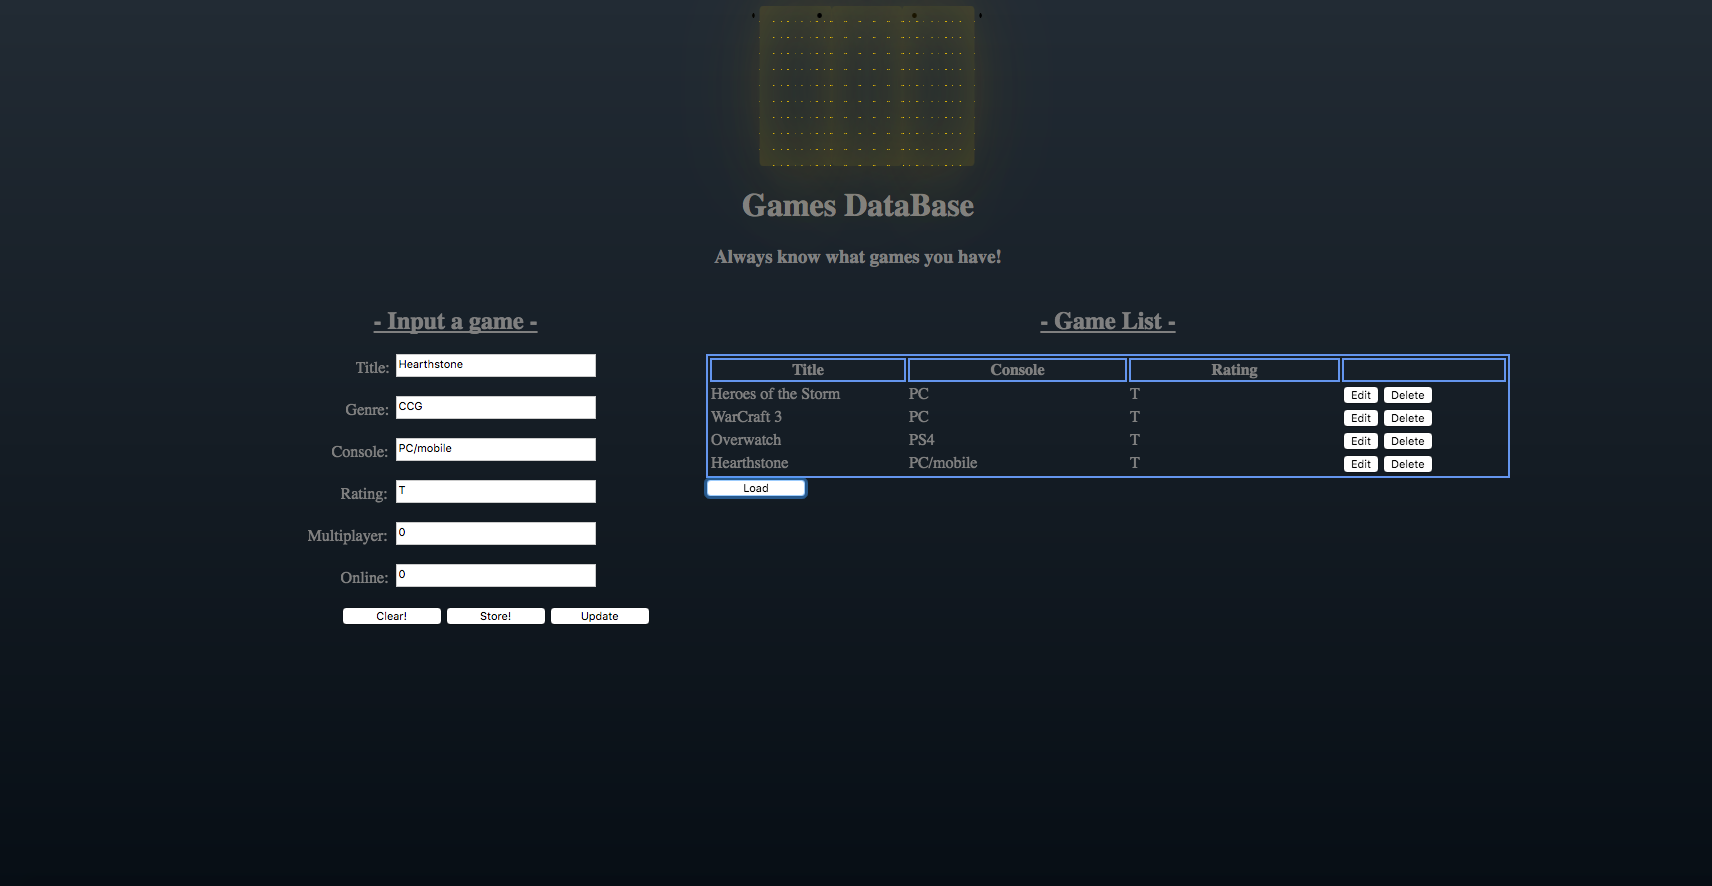 Games DataBase
Always know what games you have!
- Input a game -
Title: Hearthstone
Genre: CCG
Console: PC/mobile
Rating: T
Multiplayer: 0
Online: 0
Clear! Store! Update
- Game List -
Title Console Rating
Heroes of the Storm PC T Edit Delete
WarCraft 3 PC T Edit Delete
Overwatch PS4 T Edit Delete
Hearthstone PC/mobile T Edit Delete
Load